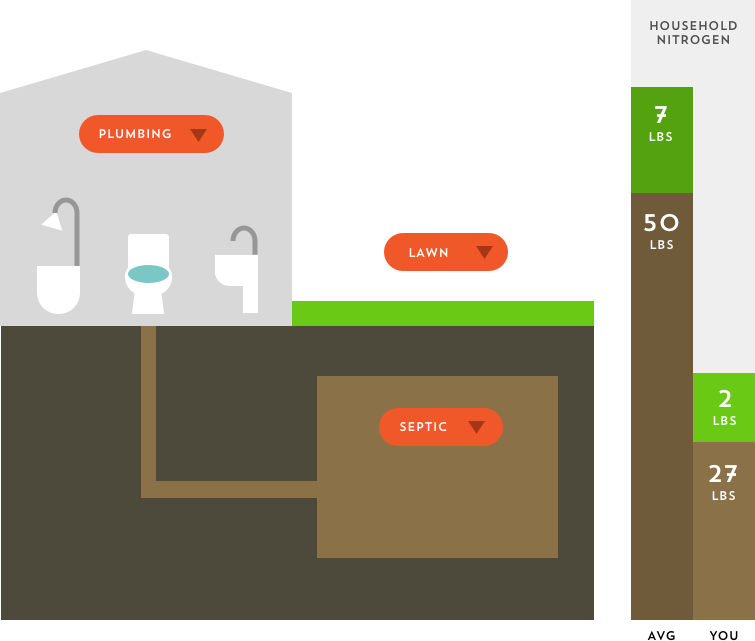 HOUSEHOLD
NITROGEN
PLUMBING
7
LBS
50
LBS
LAWN
2
LBS
SEPTIC
27
LBS
AVG YOU